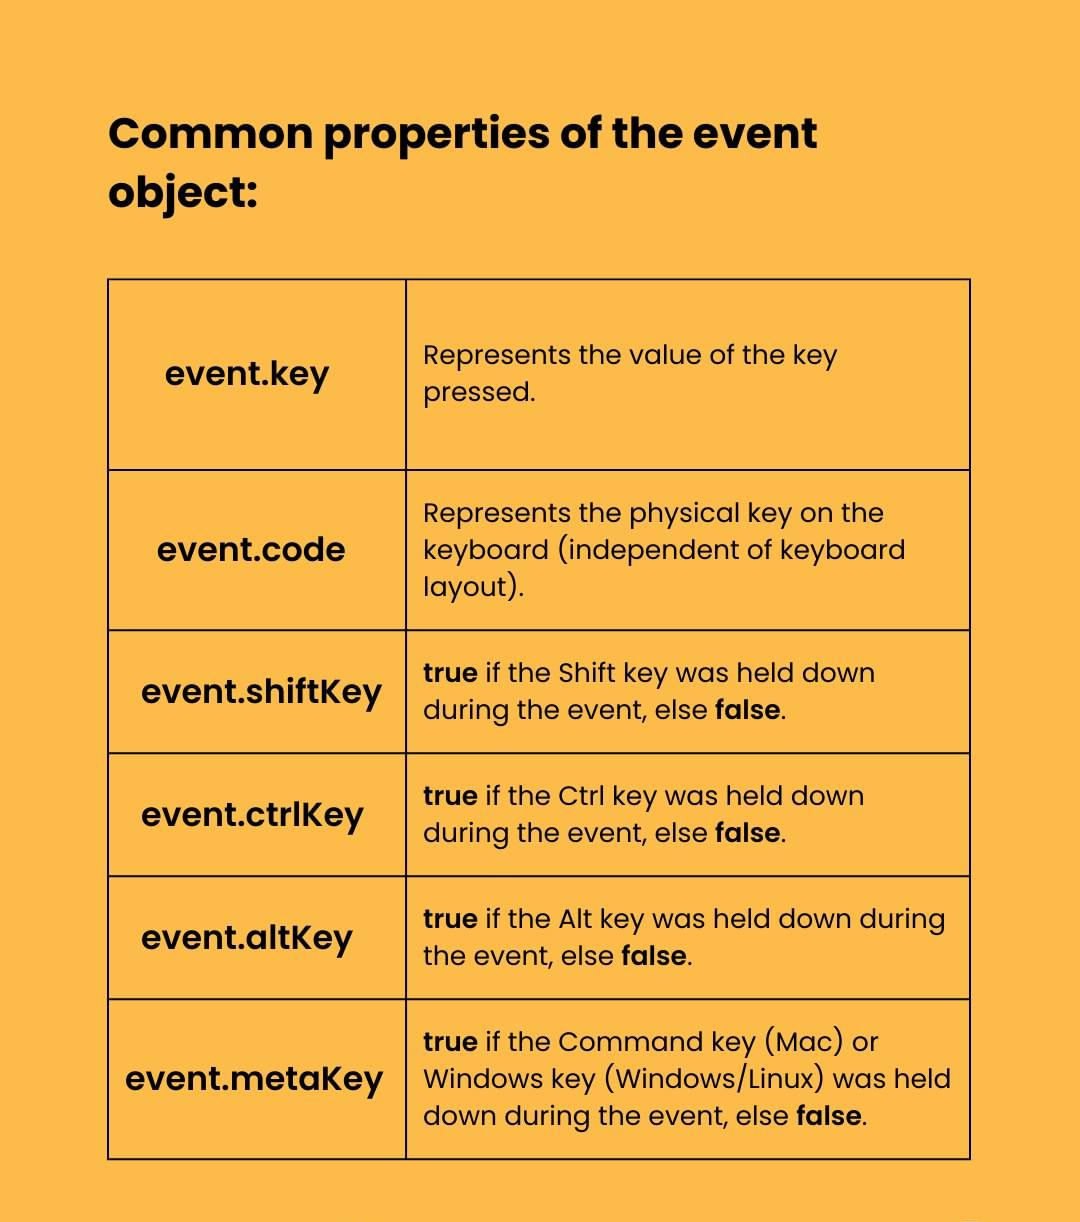 Common properties of the event
object:
event.key
Represents the value of the key
pressed.
event.code
Represents the physical key on the
keyboard (independent of keyboard
layout).
event.shiftKey
true if the Shift key was held down
during the event, else false.
event.ctrlKey
true if the Ctrl key was held down
during the event, else false.
event.altKey
true if the Alt key was held down during
the event, else false.
event.metaKey
true if the Command key (Mac) or
Windows key (Windows/Linux) was held
down during the event, else false.